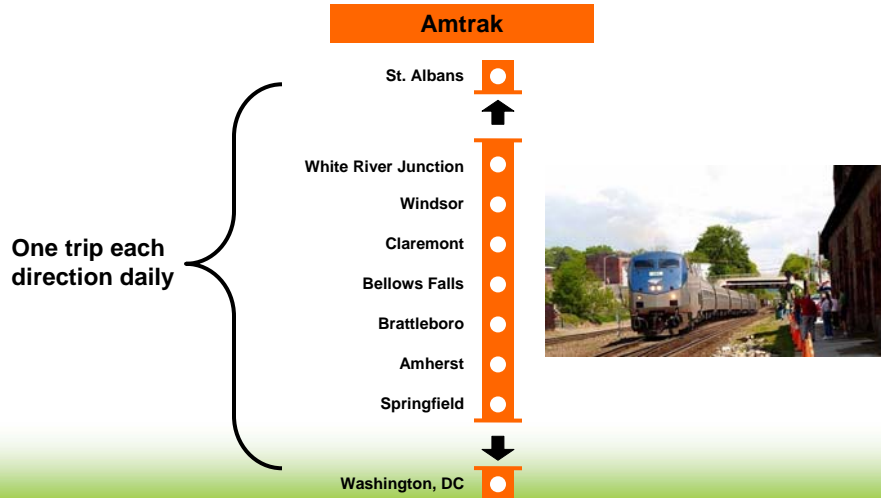 Amtrak
St. Albans
White River Junction
Windsor
Claremont
Bellows Falls
Brattleboro
Amherst
Springfield
Washington, DC
One trip each
direction daily